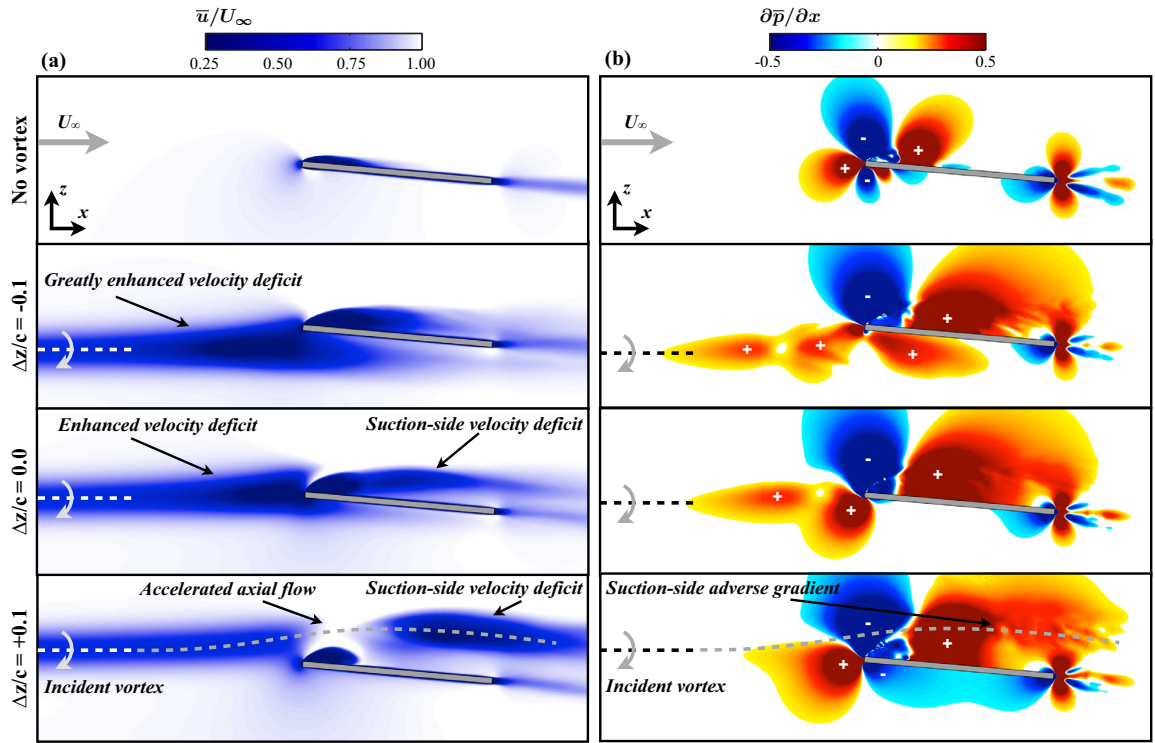 u̅/U∞
0.25 0.50 0.75 1.00
(a)
∂p̅/∂x
-0.5 0 0.5
(b)
No vortex
U∞
z
x
U∞
z
x
-
+
+
-
Δz/c= -0.1
Greatly enhanced velocity deficit
-
+
+
+
+
Δz/c= 0.0
Enhanced velocity deficit
Suction-side velocity deficit
-
+
+
+
Δz/c= +0.1
Accelerated axial flow
Suction-side velocity deficit
Incident vortex
Suction-side adverse gradient
-
+
+
-
Incident vortex